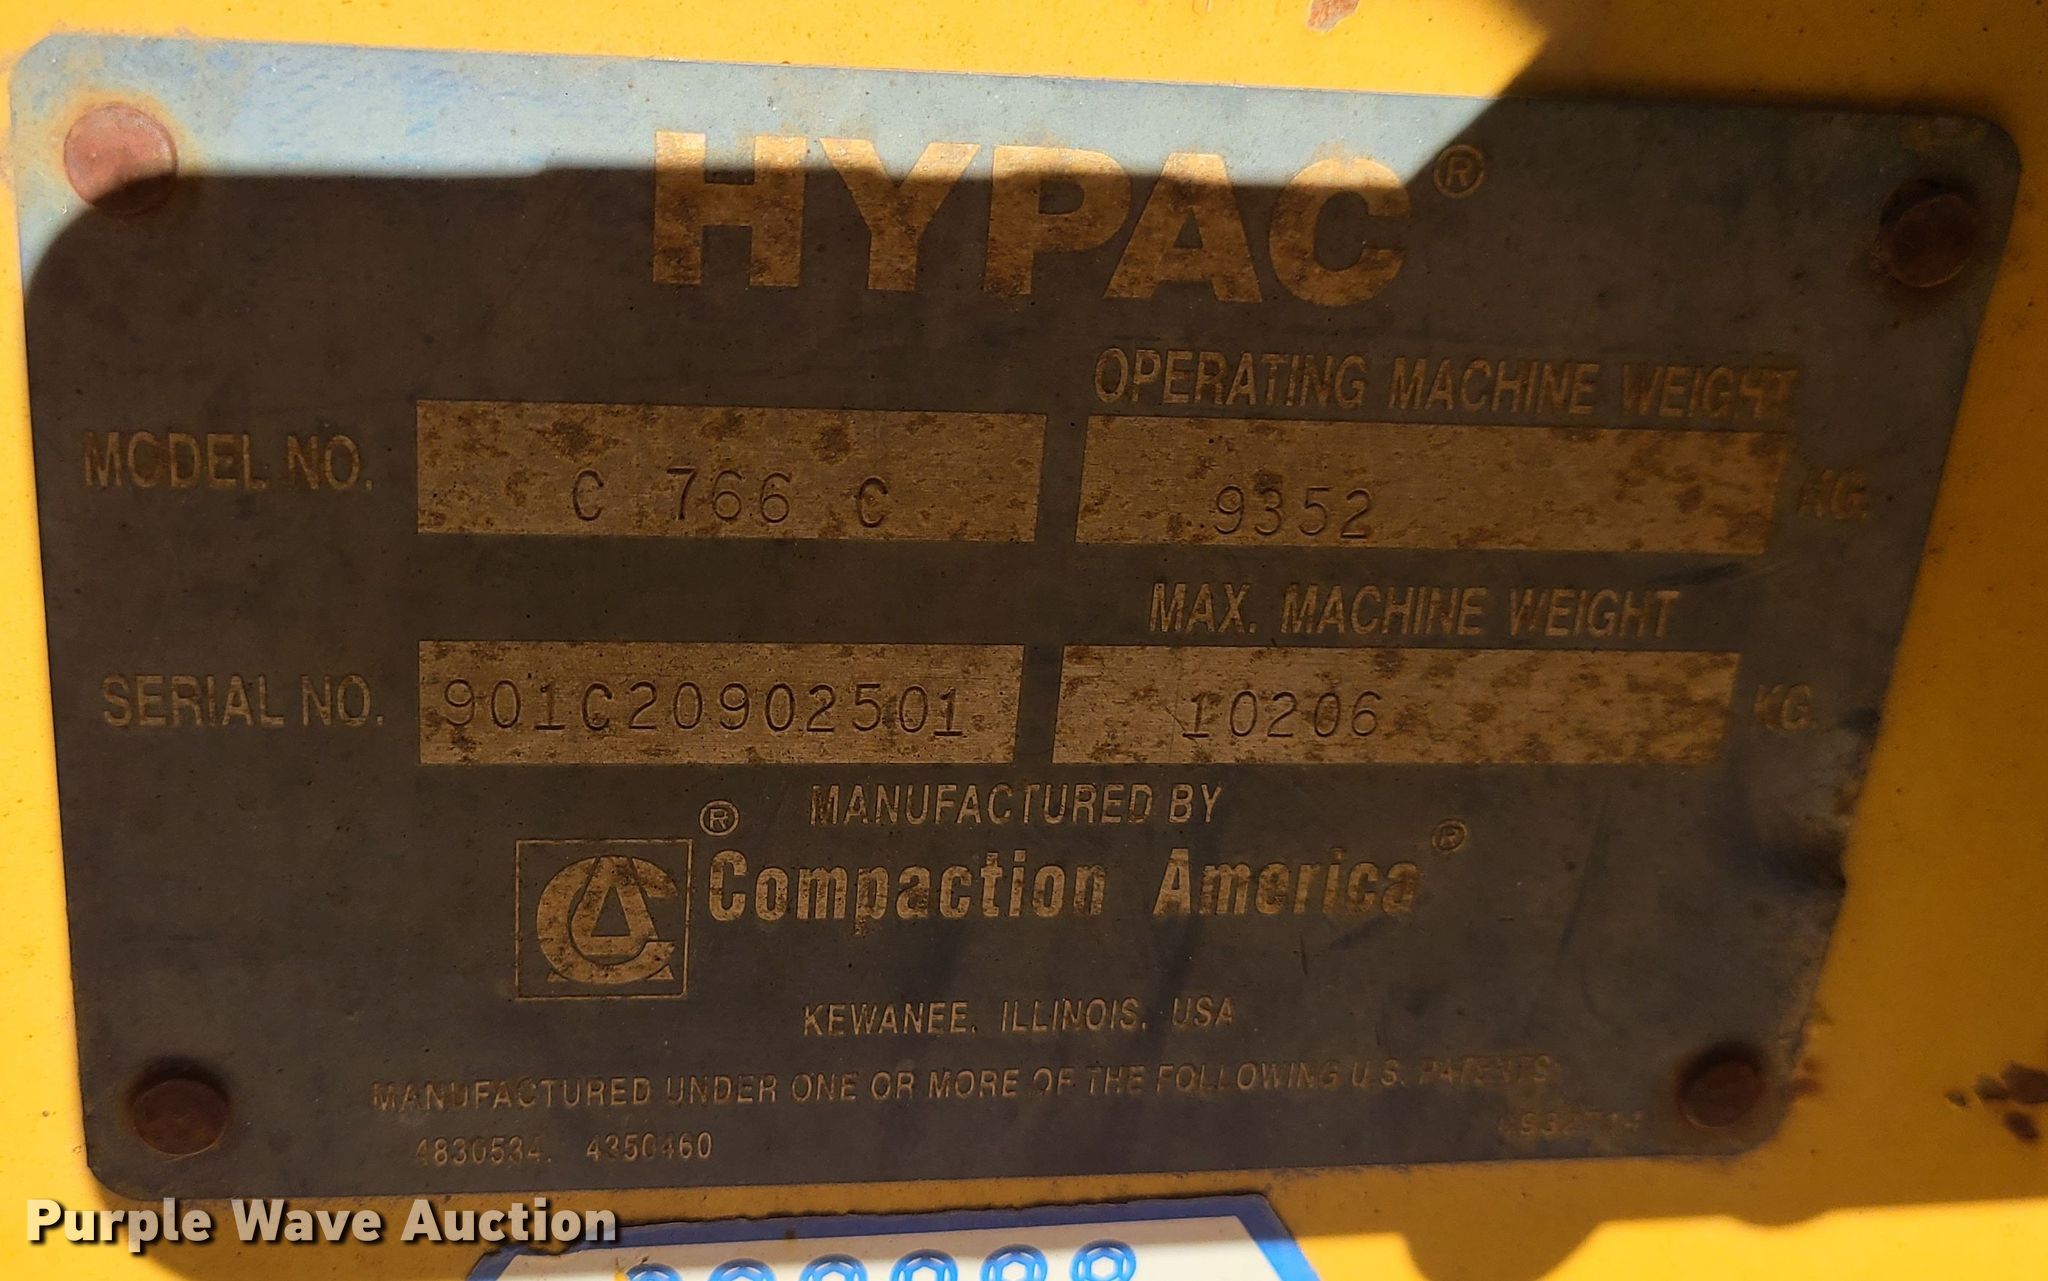 HYPAC®
OPERATING MACHINE WEIGHT
MODEL NO. C 766 C 9352 KG.
MAX. MACHINE WEIGHT
SERIAL NO. 901C20902501 10206 KG.
MANUFACTURED BY
® Compaction America®
KEWANEE, ILLINOIS, USA
MANUFACTURED UNDER ONE OR MORE OF THE FOLLOWING U.S. PATENTS:
4830534, 4350460
Purple Wave Auction